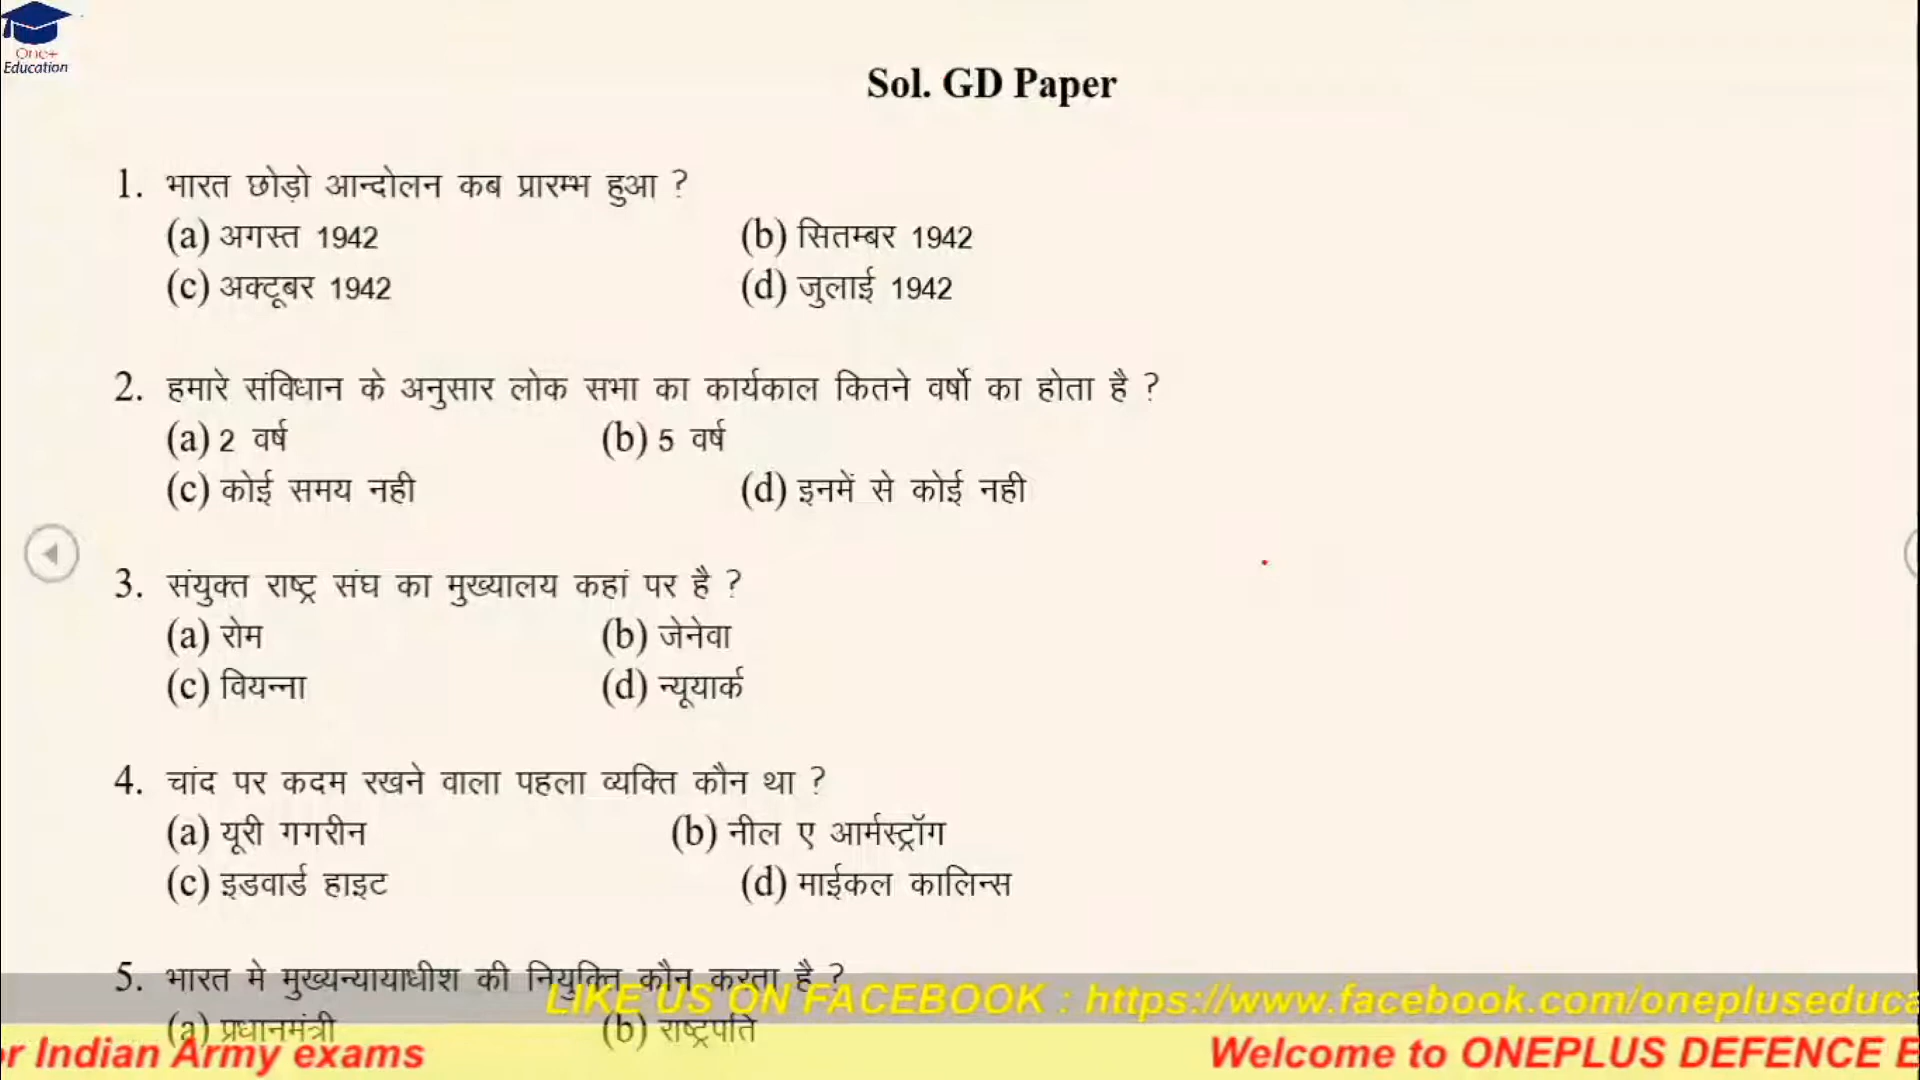 One+
Education
Sol. GD Paper
1. भारत छोड़ो आन्दोलन कब प्रारम्भ हुआ ?
(a) अगस्त 1942 (b) सितम्बर 1942
(c) अक्टूबर 1942 (d) जुलाई 1942
2. हमारे संविधान के अनुसार लोक सभा का कार्यकाल कितने वर्षो का होता है ?
(a) 2 वर्ष (b) 5 वर्ष
(c) कोई समय नही (d) इनमें से कोई नही
3. संयुक्त राष्ट्र संघ का मुख्यालय कहां पर है ?
(a) रोम (b) जेनेवा
(c) वियन्ना (d) न्यूयार्क
4. चांद पर कदम रखने वाला पहला व्यक्ति कौन था ?
(a) यूरी गगरीन (b) नील ए आर्मस्ट्रॉग
(c) इडवार्ड हाइट (d) माईकल कालिन्स
5. भारत मे मुख्यन्यायाधीश की नियुक्ति कौन करता है ?
LIKE US ON FACEBOOK : https://www.facebook.com/onepluseduca
(a) प्रधानमंत्री (b) राष्ट्रपति
r Indian Army exams Welcome to ONEPLUS DEFENCE E